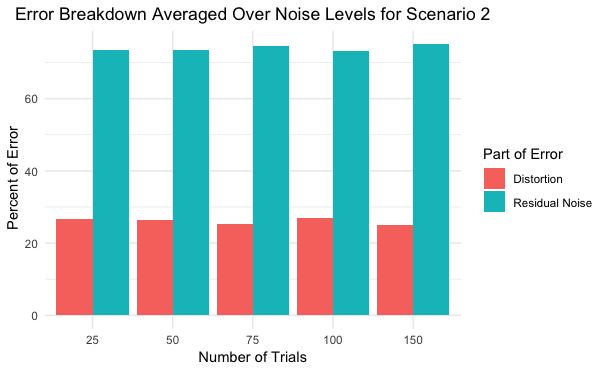 Error Breakdown Averaged Over Noise Levels for Scenario 2
Percent of Error
60
40
20
0
25 50 75 100 150
Number of Trials
Part of Error
Distortion
Residual Noise